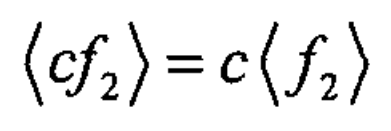 ⟨cf₂⟩ = c⟨f₂⟩